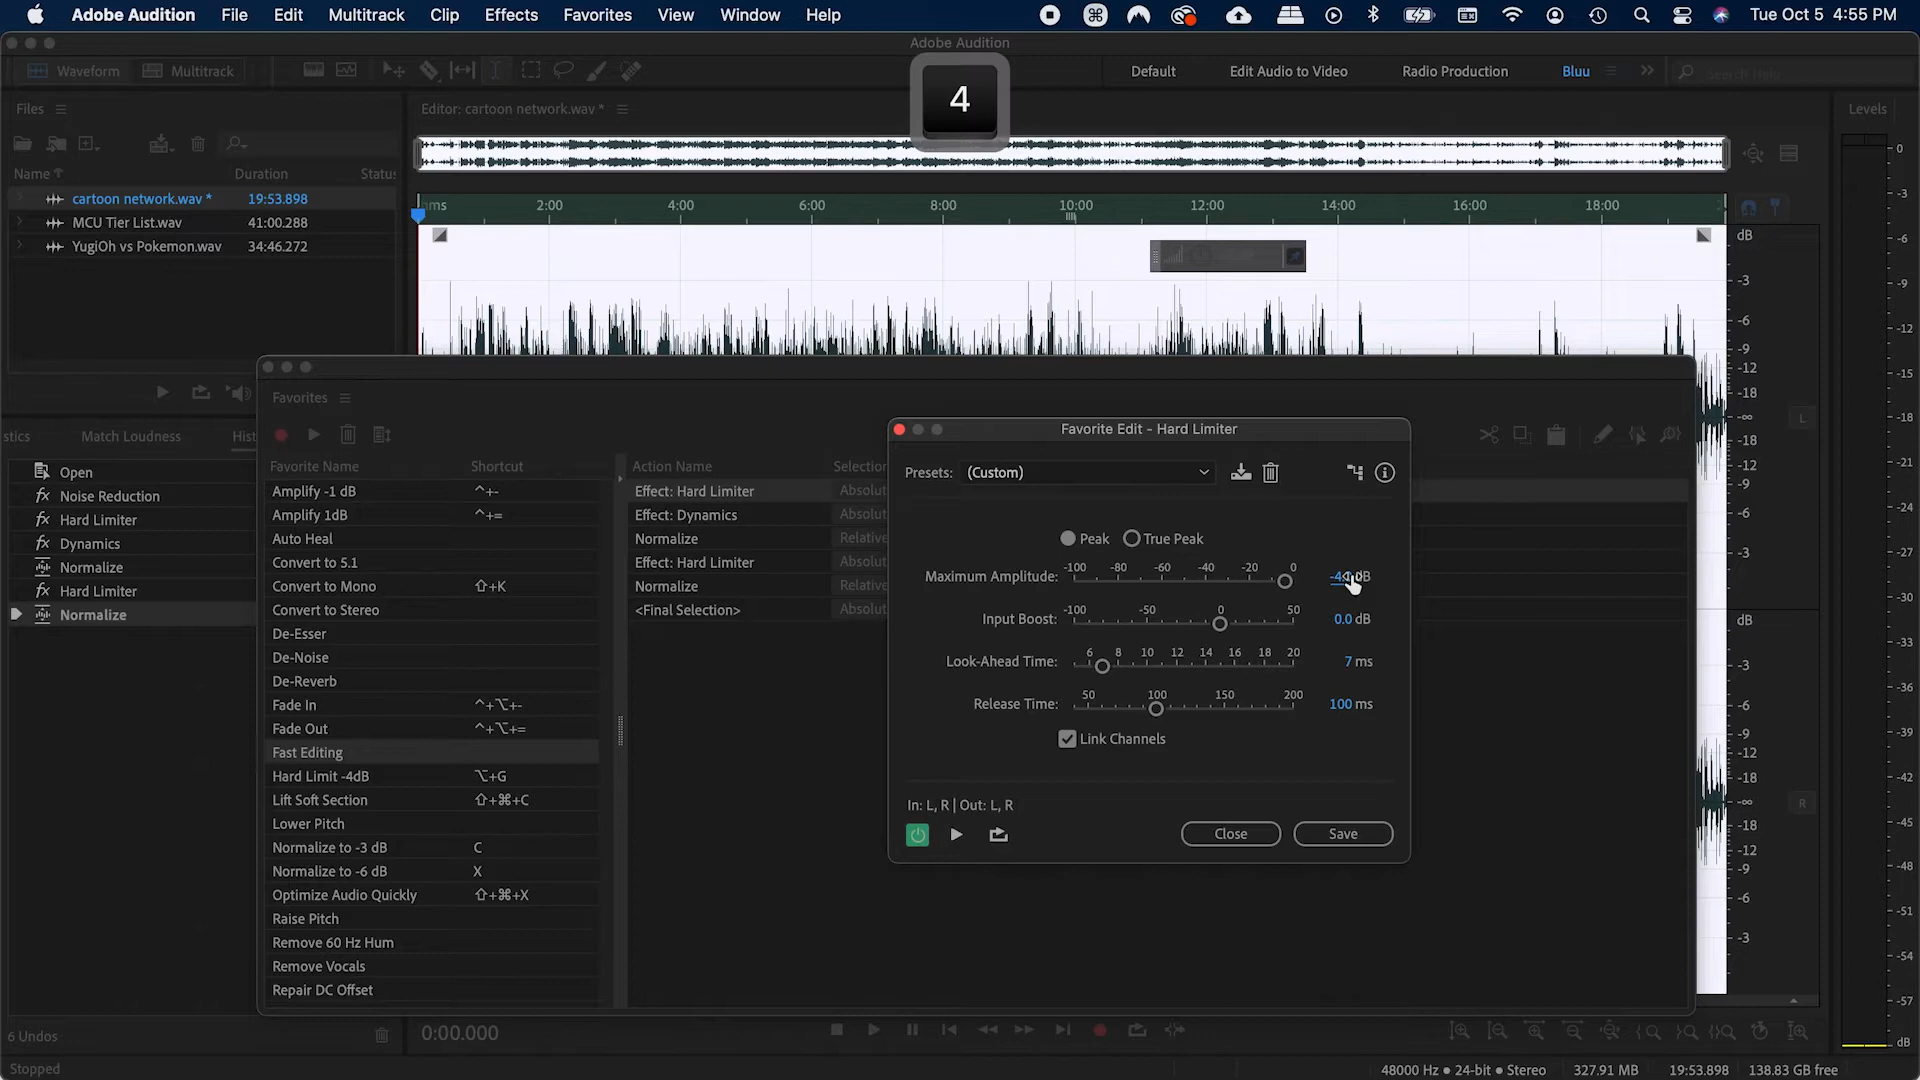 Adobe Audition File Edit Multitrack Clip Effects Favorites View Window Help Tue Oct 5 4:55 PM
Adobe Audition
Waveform Multitrack Default Edit Audio to Video Radio Production Bluu Search Help
4
Files Editor: cartoon network.wav * Levels
Name Duration Status
cartoon network.wav * 19:53.898
MCU Tier List.wav 41:00.288
YugiOh vs Pokemon.wav 34:46.272
hms 2:00 4:00 6:00 8:00 10:00 12:00 14:00 16:00 18:00
dB
-3
-6
-9
-12
-18
-∞
-18
-12
-9
-6
-3
dB
-3
-6
-9
-12
-18
-∞
-18
-12
-9
-6
-3
L
R
0
-3
-6
-9
-12
-15
-18
-21
-24
-27
-30
-33
-36
-39
-42
-45
-48
-51
-54
-57
dB
stics Match Loudness Hist
Open
Noise Reduction
Hard Limiter
Dynamics
Normalize
Hard Limiter
Normalize
6 Undos
Favorites
Favorite Name Shortcut
Amplify -1 dB ^+-
Amplify 1dB ^+=
Auto Heal
Convert to 5.1
Convert to Mono ⇧+K
Convert to Stereo
De-Esser
De-Noise
De-Reverb
Fade In ^+⌥+-
Fade Out ^+⌥+=
Fast Editing
Hard Limit -4dB ⌥+G
Lift Soft Section ⇧+⌘+C
Lower Pitch
Normalize to -3 dB C
Normalize to -6 dB X
Optimize Audio Quickly ⇧+⌘+X
Raise Pitch
Remove 60 Hz Hum
Remove Vocals
Repair DC Offset
Action Name Selection
Effect: Hard Limiter Absolut
Effect: Dynamics Absolut
Normalize Relative
Effect: Hard Limiter Absolut
Normalize Relative
<Final Selection> Absolut
Favorite Edit - Hard Limiter
Presets: (Custom)
Peak True Peak
-100 -80 -60 -40 -20 0
Maximum Amplitude: dB
-100 -50 0 50
Input Boost: 0.0 dB
6 8 10 12 14 16 18 20
Look-Ahead Time: 7 ms
50 100 150 200
Release Time: 100 ms
Link Channels
In: L, R | Out: L, R
Close Save
0:00.000
Stopped 48000 Hz ● 24-bit ● Stereo 327.91 MB 19:53.898 138.83 GB free